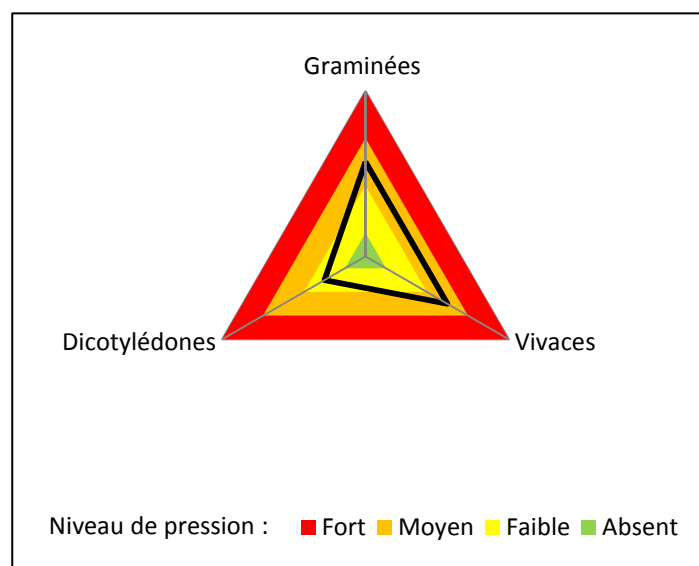 Graminées
Dicotylédones
Vivaces
Niveau de pression : Fort Moyen Faible Absent